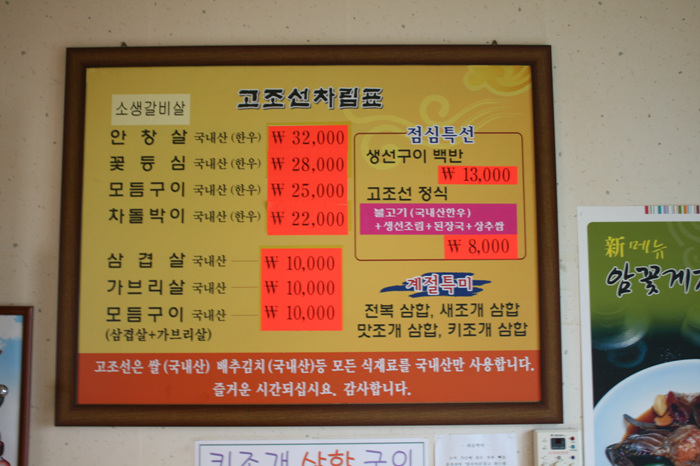 고조선차림표
소생갈비살
안창살 국내산 (한우) ₩ 32,000
꽃등심 국내산 (한우) ₩ 28,000
모듬구이 국내산 (한우) ₩ 25,000
차돌박이 국내산 (한우) ₩ 22,000
삼겹살 국내산 ₩ 10,000
가브리살 국내산 ₩ 10,000
모듬구이 국내산 ₩ 10,000
(삼겹살+가브리살)
점심특선
생선구이 백반
₩ 13,000
고조선 정식
불고기 (국내산한우)
+생선조림+된장국+상추쌈
₩ 8,000
계절특미
전복 삼합, 새조개 삼합
맛조개 삼합, 키조개 삼합
고조선은 쌀 (국내산) 배추김치 (국내산)등 모든 식재료를 국내산만 사용합니다.
즐거운 시간되십시요. 감사합니다.
新메뉴
암꽃게
키조개 삼합 구이